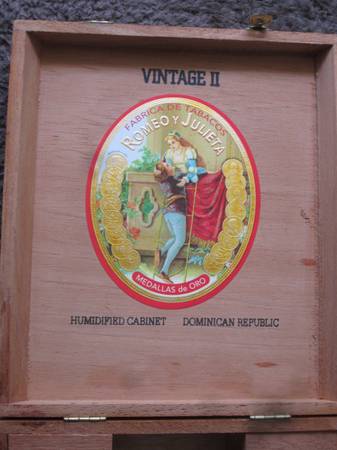 VINTAGE II
FABRICA DE TABACOS
ROMEO Y JULIETA
MEDALLAS de ORO
HUMIDIFIED CABINET DOMINICAN REPUBLIC